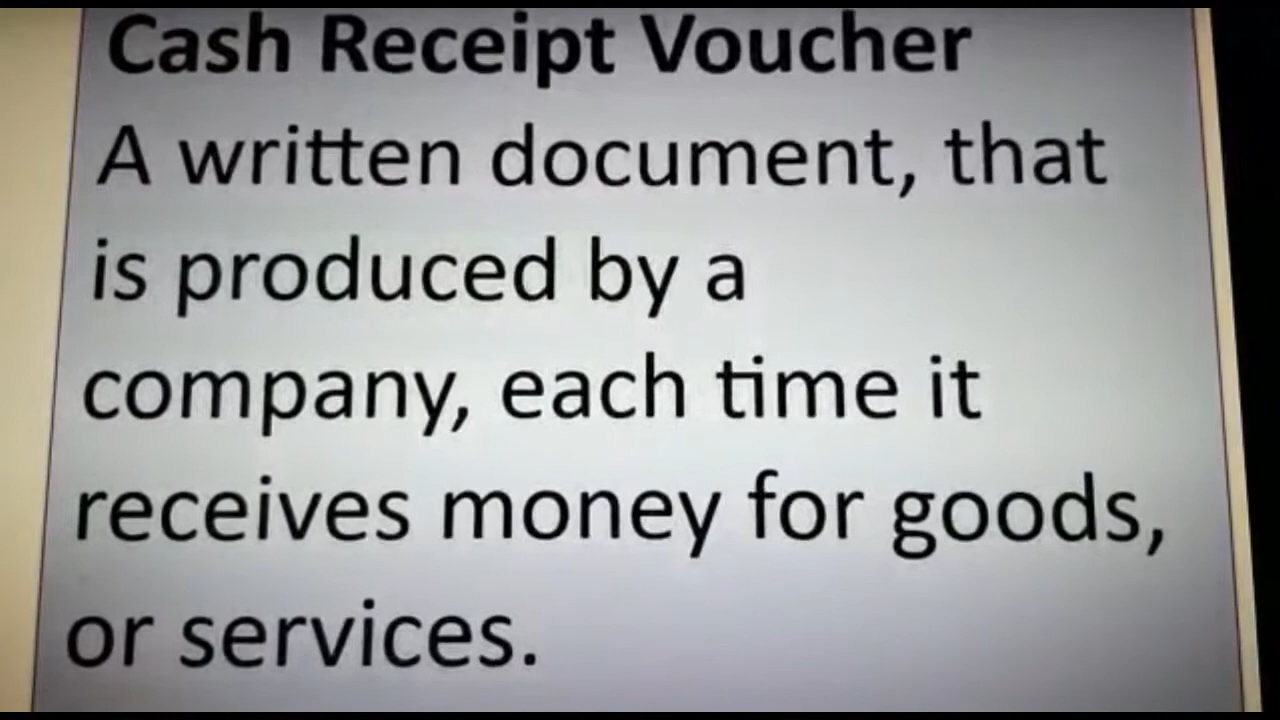 Cash Receipt Voucher
A written document, that
is produced by a
company, each time it
receives money for goods,
or services.